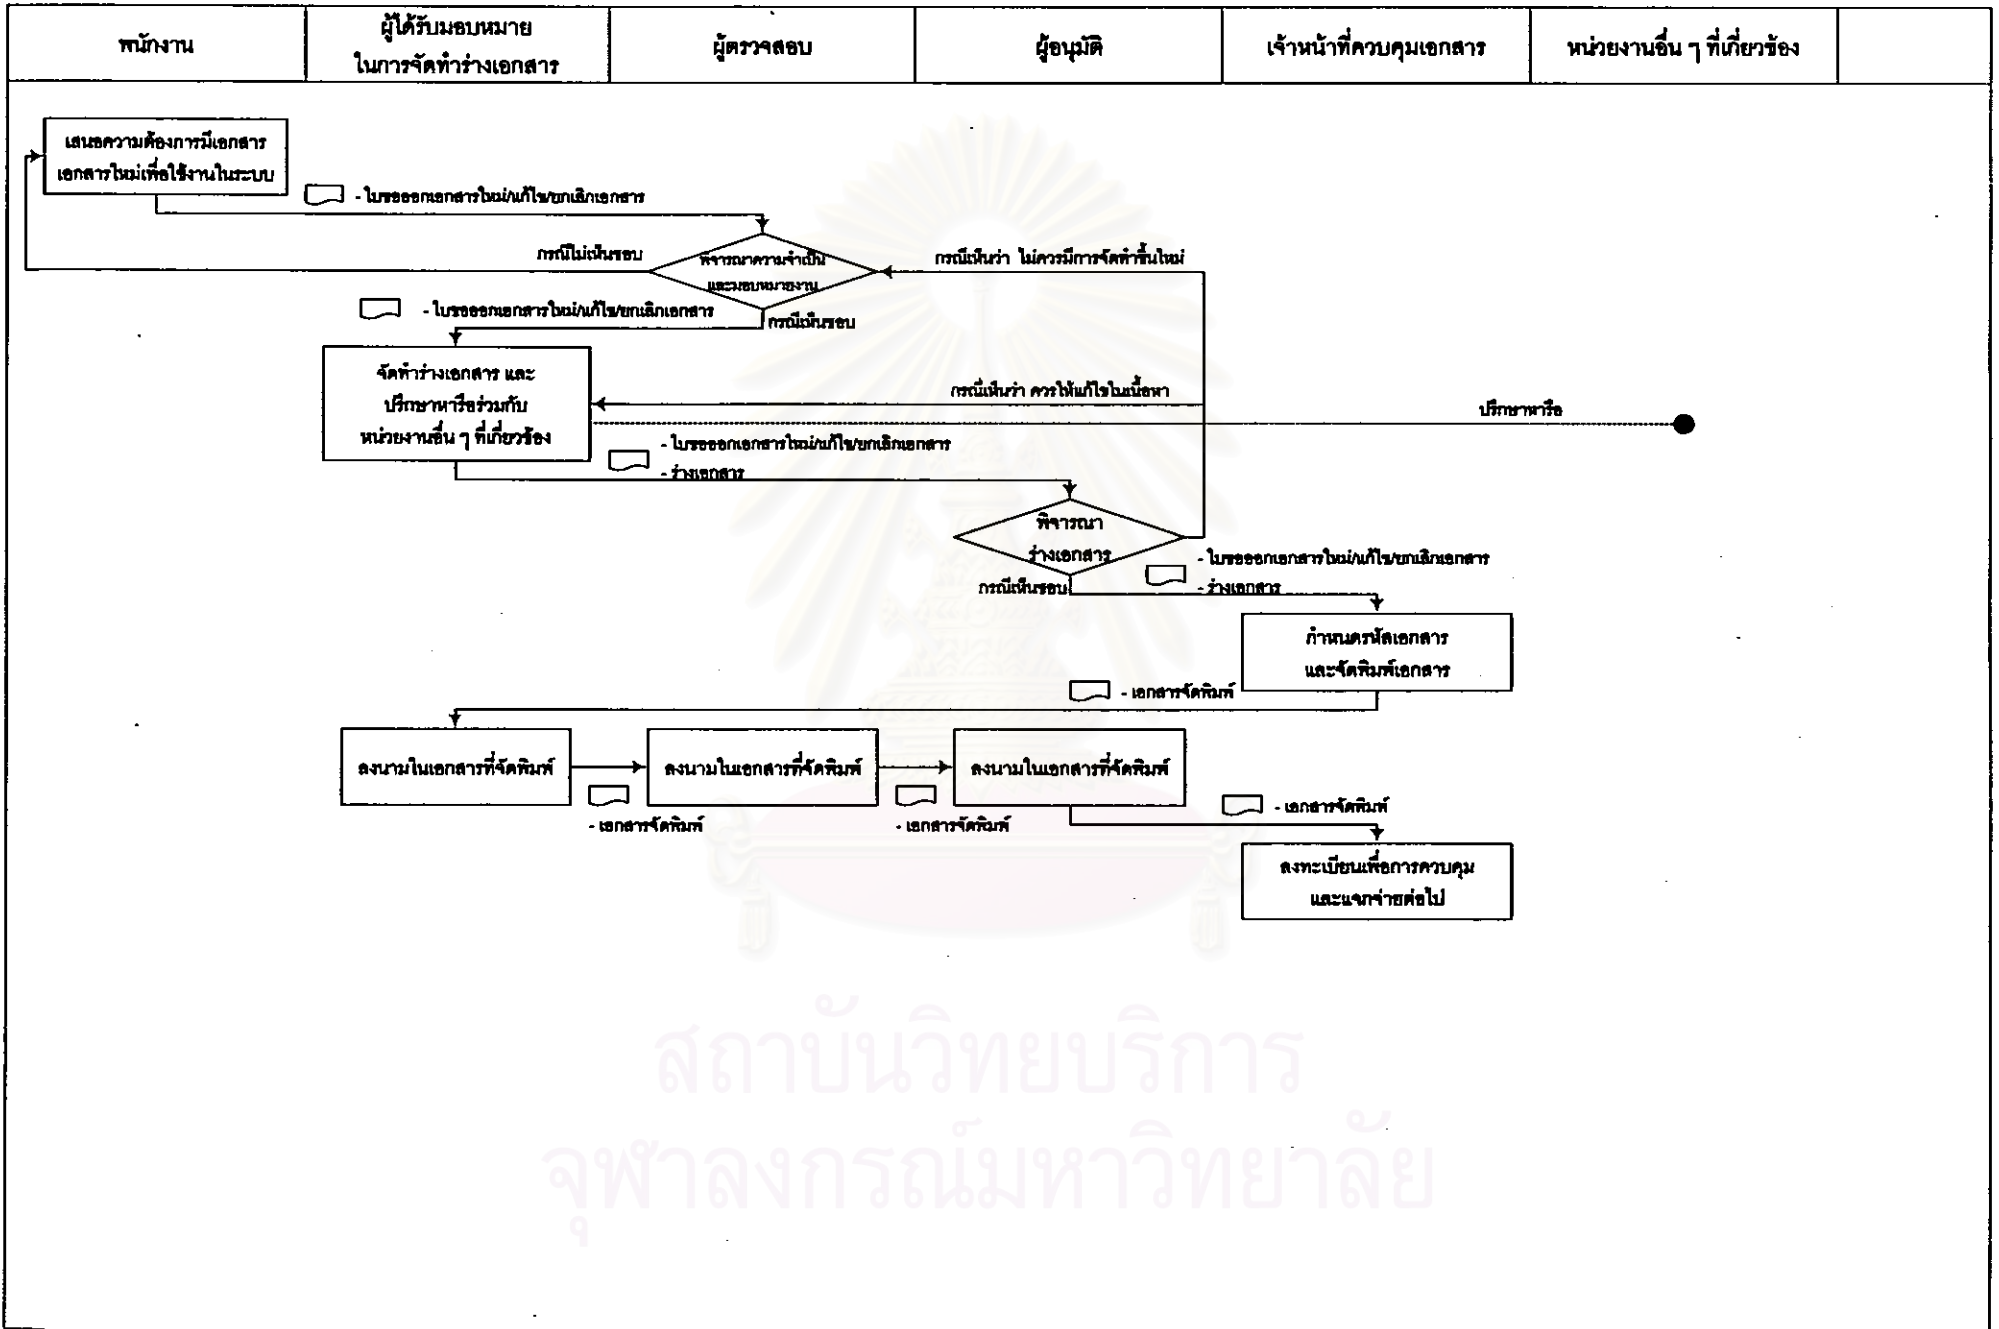 พนักงาน
ผู้ได้รับมอบหมาย
ในการจัดทำร่างเอกสาร
ผู้ตรวจสอบ
ผู้อนุมัติ
เจ้าหน้าที่ควบคุมเอกสาร
หน่วยงานอื่น ๆ ที่เกี่ยวข้อง
เสนอความต้องการมีเอกสาร
เอกสารใหม่เพื่อใช้งานในระบบ
- ใบขอออกเอกสารใหม่/แก้ไข/ยกเลิกเอกสาร
กรณีไม่เห็นชอบ
พิจารณาความจำเป็น
และมอบหมายงาน
กรณีเห็นว่า ไม่ควรมีการจัดทำขึ้นใหม่
- ใบขอออกเอกสารใหม่/แก้ไข/ยกเลิกเอกสาร
กรณีเห็นชอบ
จัดทำร่างเอกสาร และ
ปรึกษาหารือร่วมกับ
หน่วยงานอื่น ๆ ที่เกี่ยวข้อง
กรณีเห็นว่า ควรให้แก้ไขในเนื้อหา
ปรึกษาหารือ
- ใบขอออกเอกสารใหม่/แก้ไข/ยกเลิกเอกสาร
- ร่างเอกสาร
พิจารณา
ร่างเอกสาร
กรณีเห็นชอบ
- ใบขอออกเอกสารใหม่/แก้ไข/ยกเลิกเอกสาร
- ร่างเอกสาร
กำหนดรหัสเอกสาร
และจัดพิมพ์เอกสาร
- เอกสารจัดพิมพ์
ลงนามในเอกสารที่จัดพิมพ์
ลงนามในเอกสารที่จัดพิมพ์
ลงนามในเอกสารที่จัดพิมพ์
- เอกสารจัดพิมพ์
- เอกสารจัดพิมพ์
- เอกสารจัดพิมพ์
ลงทะเบียนเพื่อการควบคุม
และแจกจ่ายต่อไป
สถาบันวิทยบริการ
จุฬาลงกรณ์มหาวิทยาลัย